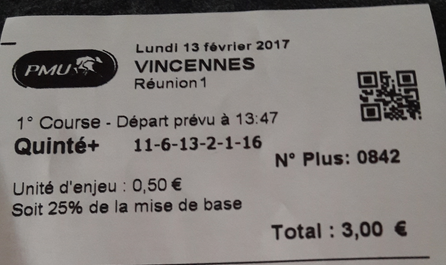 PMU
Lundi 13 février 2017
VINCENNES
Réunion 1
1° Course - Départ prévu à 13:47
Quinté+ 11-6-13-2-1-16
N° Plus: 0842
Unité d'enjeu : 0,50 €
Soit 25% de la mise de base
Total : 3,00 €